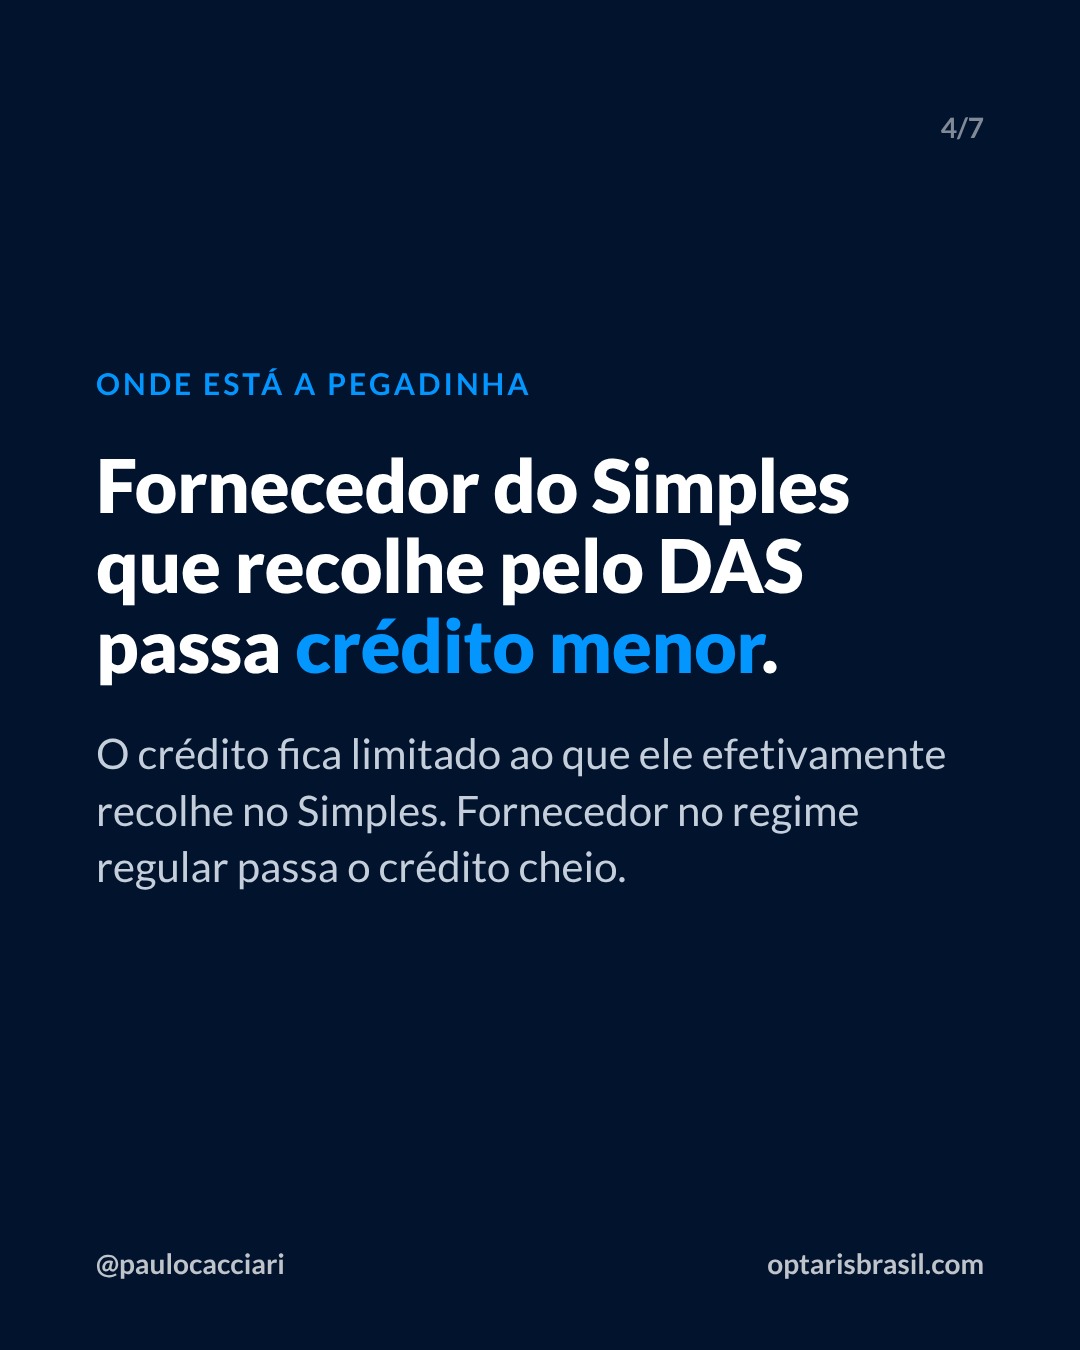 4/7
ONDE ESTÁ A PEGADINHA
Fornecedor do Simples
que recolhe pelo DAS
passa crédito menor.
O crédito fica limitado ao que ele efetivamente
recolhe no Simples. Fornecedor no regime
regular passa o crédito cheio.
@paulocacciari
optarisbrasil.com